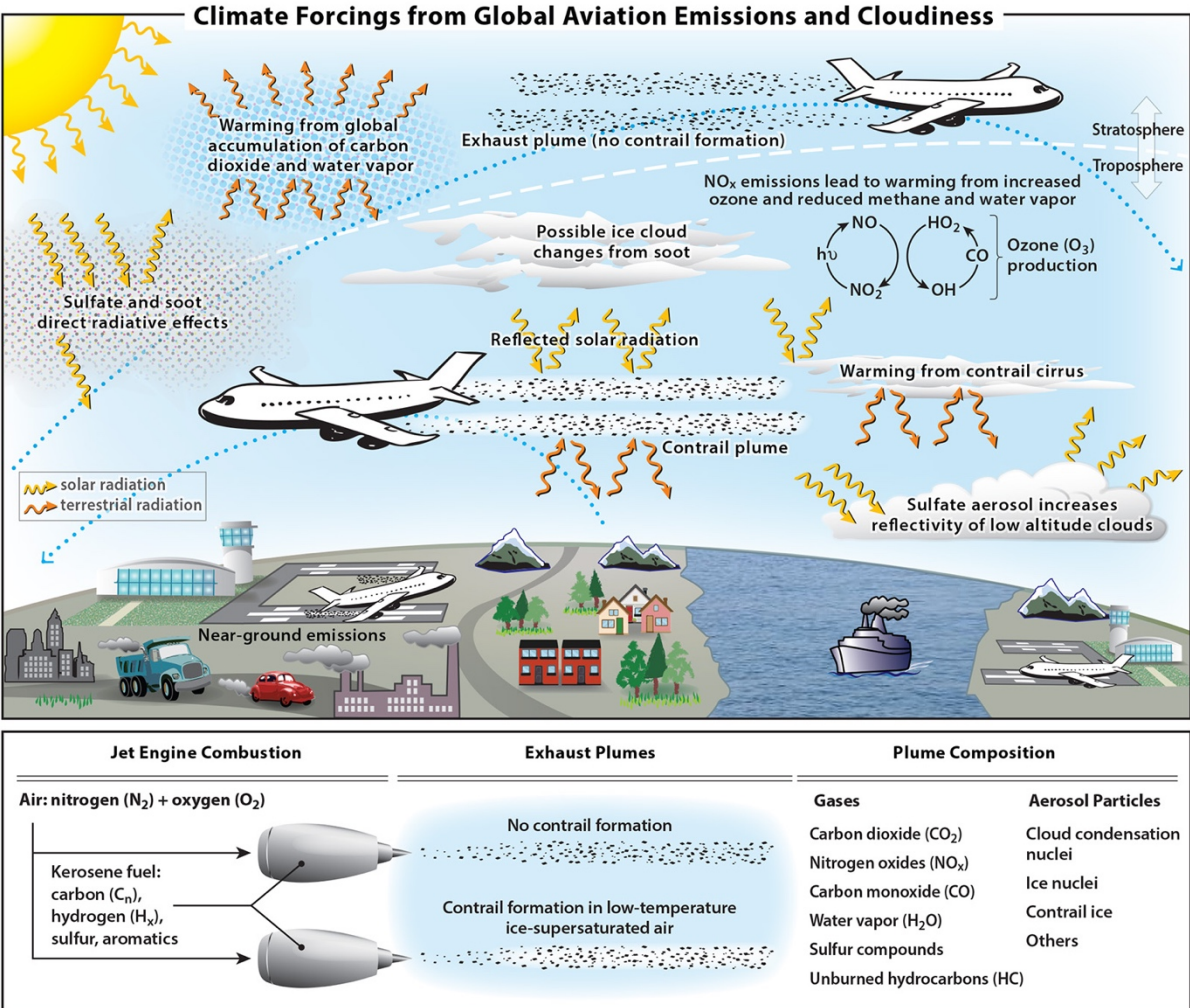 Climate Forcings from Global Aviation Emissions and Cloudiness
Warming from global
accumulation of carbon
dioxide and water vapor
Exhaust plume (no contrail formation)
Stratosphere
Troposphere
NOₓ emissions lead to warming from increased
ozone and reduced methane and water vapor
NO
HO₂
hυ
CO
NO₂
OH
Ozone (O₃)
production
Possible ice cloud
changes from soot
Sulfate and soot
direct radiative effects
Reflected solar radiation
Warming from contrail cirrus
Contrail plume
solar radiation
terrestrial radiation
Sulfate aerosol increases
reflectivity of low altitude clouds
Near-ground emissions
Jet Engine Combustion
Air: nitrogen (N₂) + oxygen (O₂)
Kerosene fuel:
carbon (Cₙ),
hydrogen (Hₓ),
sulfur, aromatics
Exhaust Plumes
No contrail formation
Contrail formation in low-temperature
ice-supersaturated air
Plume Composition
Gases
Carbon dioxide (CO₂)
Nitrogen oxides (NOₓ)
Carbon monoxide (CO)
Water vapor (H₂O)
Sulfur compounds
Unburned hydrocarbons (HC)
Aerosol Particles
Cloud condensation
nuclei
Ice nuclei
Contrail ice
Others